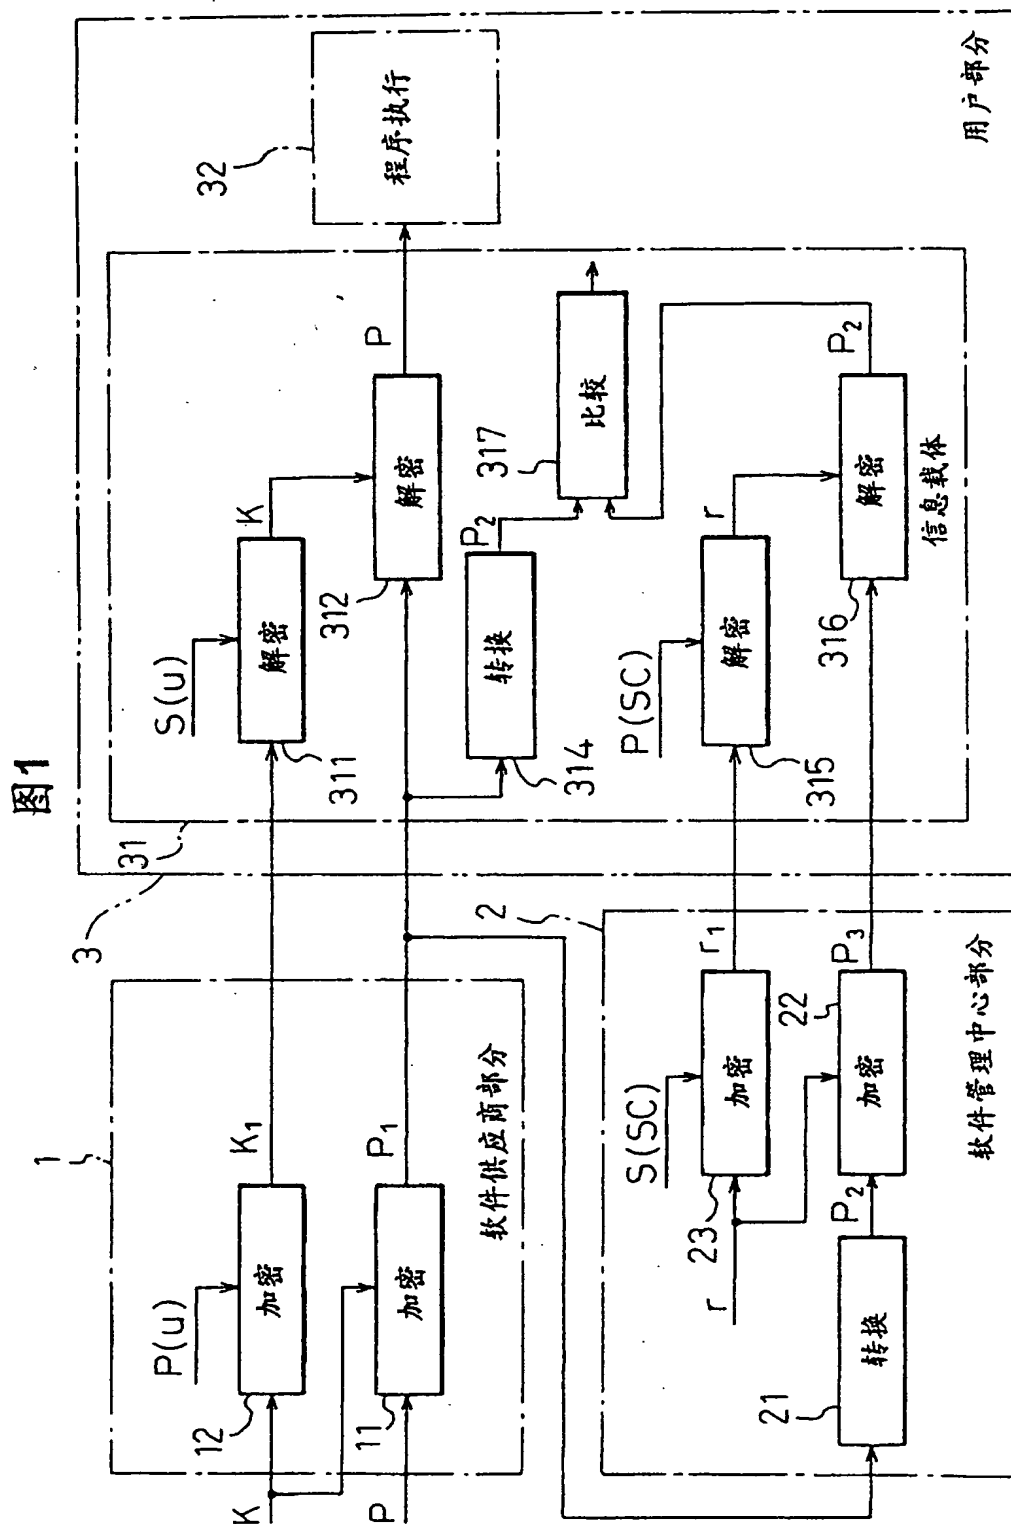 图1
1
P(u)
12
加密
K₁
K
11
加密
P₁
P
软件供应商部分
2
S(SC)
23
加密
r₁
r
21
转换
P₂
22
加密
P₃
软件管理中心部分
3
31
S(u)
311
解密
K
312
解密
P
32
程序执行
314
转换
P₂
317
比较
P(SC)
315
解密
r
316
解密
P₂
信息载体
用户部分